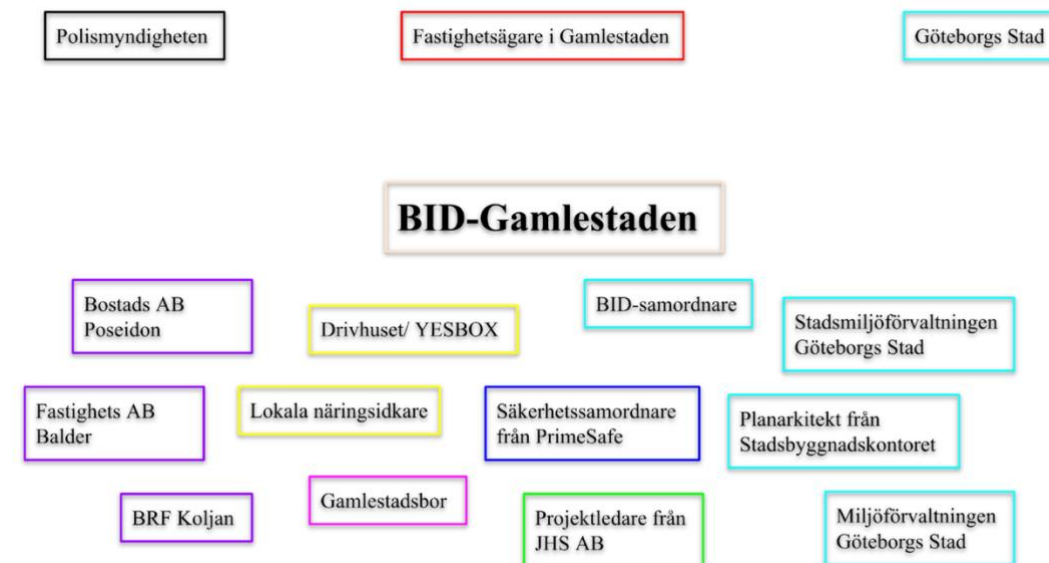 Polismyndigheten
Fastighetsägare i Gamlestaden
Göteborgs Stad
BID-Gamlestaden
Bostads AB
Poseidon
Drivhuset/ YESBOX
BID-samordnare
Stadsmiljöförvaltningen
Göteborgs Stad
Fastighets AB
Balder
Lokala näringsidkare
Säkerhetssamordnare
från PrimeSafe
Planarkitekt från
Stadsbyggnadskontoret
BRF Koljan
Gamlestadsbor
Projektledare från
JHS AB
Miljöförvaltningen
Göteborgs Stad